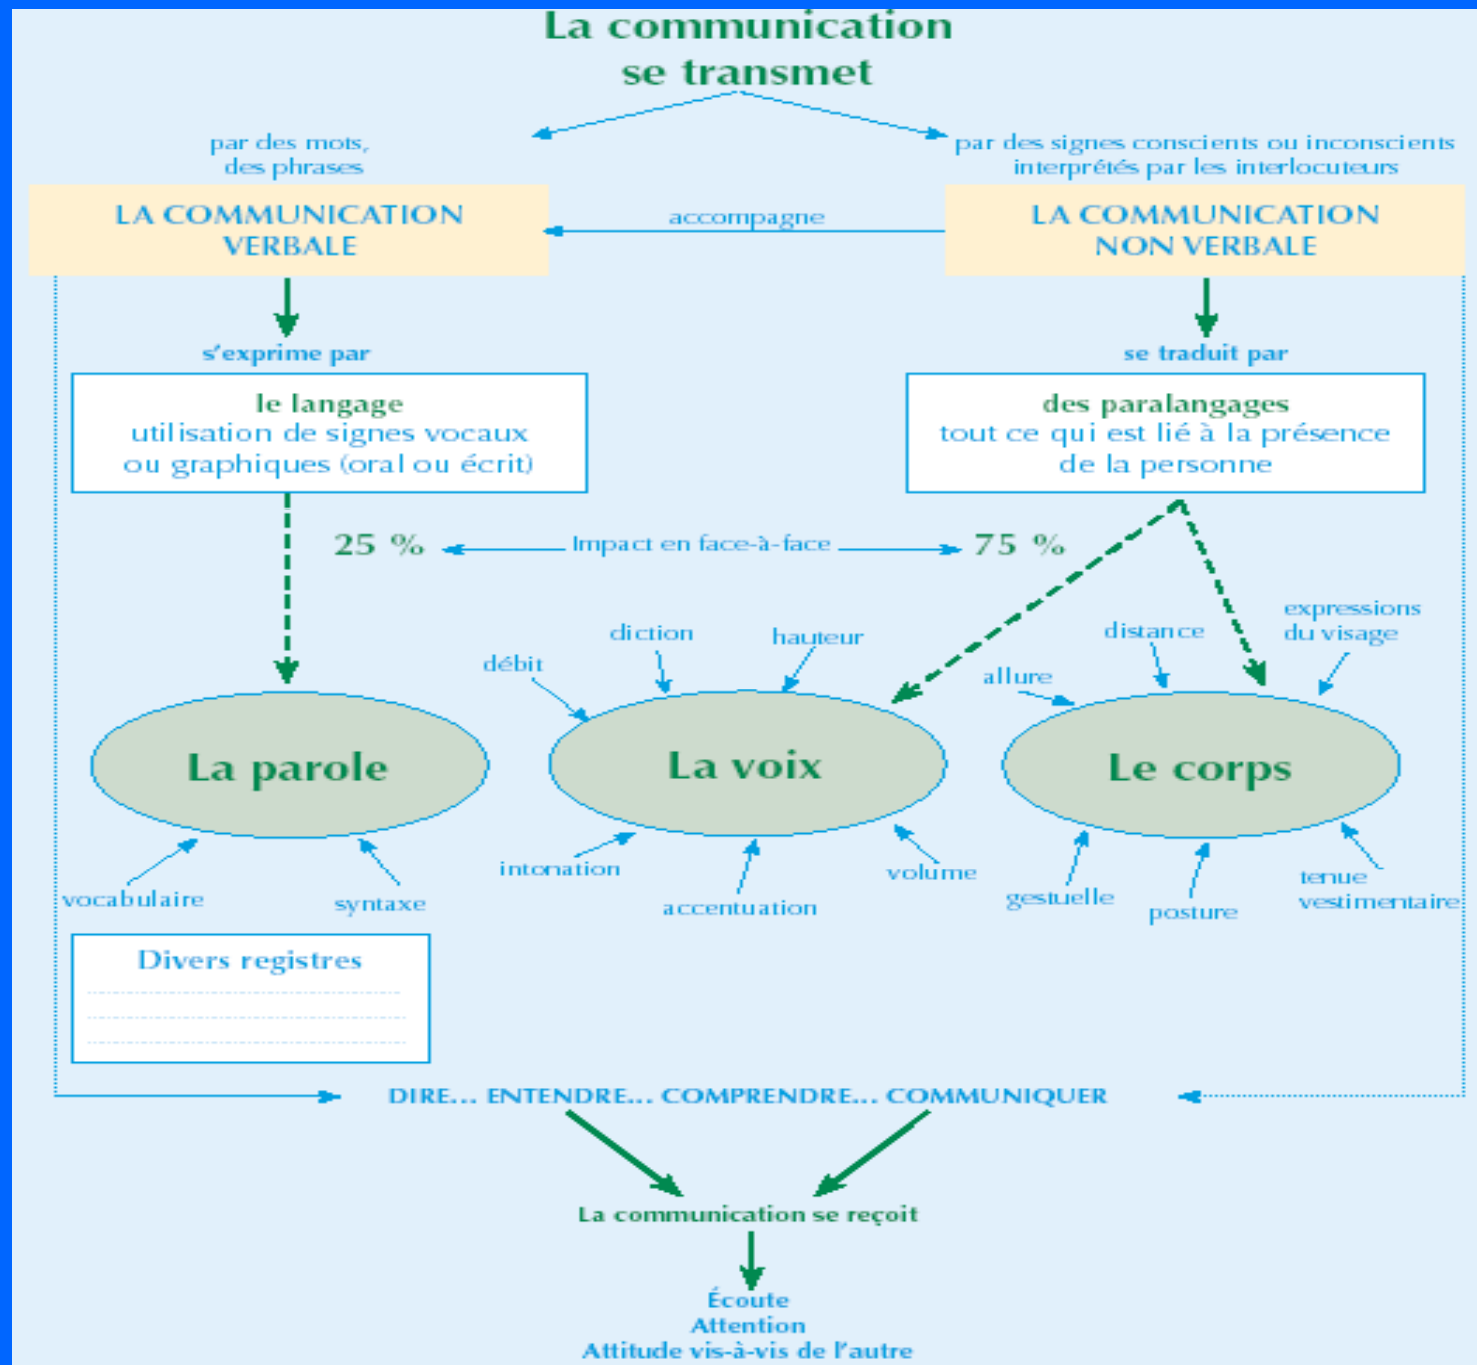 La communication
se transmet
par des mots,
des phrases
par des signes conscients ou inconscients
interprétés par les interlocuteurs
LA COMMUNICATION
VERBALE
accompagne
LA COMMUNICATION
NON VERBALE
s'exprime par
se traduit par
le langage
utilisation de signes vocaux
ou graphiques (oral ou écrit)
des paralangages
tout ce qui est lié à la présence
de la personne
25 %
Impact en face-à-face
75 %
débit
diction
hauteur
allure
distance
expressions
du visage
La parole
La voix
Le corps
vocabulaire
syntaxe
intonation
accentuation
volume
gestuelle
posture
tenue
vestimentaire
Divers registres
DIRE... ENTENDRE... COMPRENDRE... COMMUNIQUER
La communication se reçoit
Écoute
Attention
Attitude vis-à-vis de l'autre